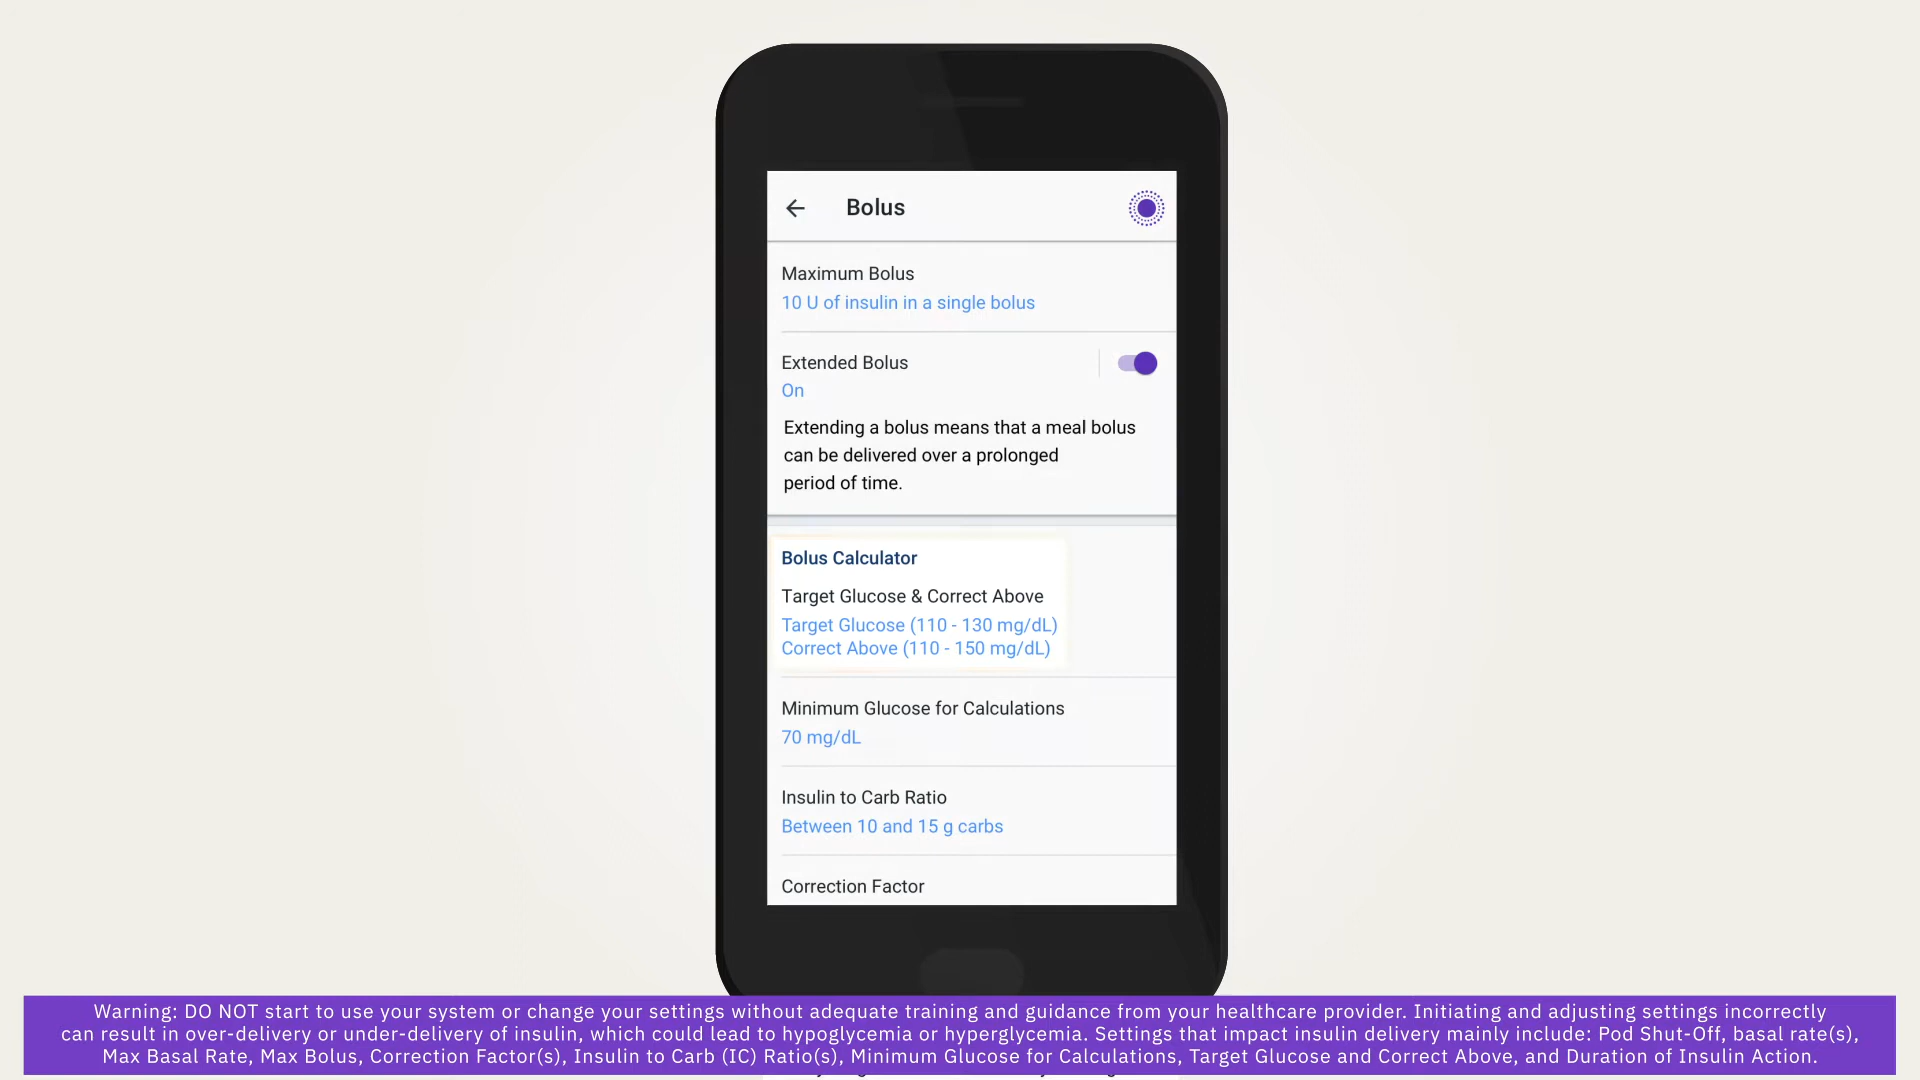 Bolus
Maximum Bolus
10 U of insulin in a single bolus
Extended Bolus
On
Extending a bolus means that a meal bolus
can be delivered over a prolonged
period of time.
Bolus Calculator
Target Glucose & Correct Above
Target Glucose (110 - 130 mg/dL)
Correct Above (110 - 150 mg/dL)
Minimum Glucose for Calculations
70 mg/dL
Insulin to Carb Ratio
Between 10 and 15 g carbs
Correction Factor
Warning: DO NOT start to use your system or change your settings without adequate training and guidance from your healthcare provider. Initiating and adjusting settings incorrectly
can result in over-delivery or under-delivery of insulin, which could lead to hypoglycemia or hyperglycemia. Settings that impact insulin delivery mainly include: Pod Shut-Off, basal rate(s),
Max Basal Rate, Max Bolus, Correction Factor(s), Insulin to Carb (IC) Ratio(s), Minimum Glucose for Calculations, Target Glucose and Correct Above, and Duration of Insulin Action.